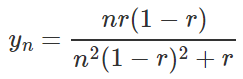 $$y_n = \frac{nr(1-r)}{n^2(1-r)^2+r}$$